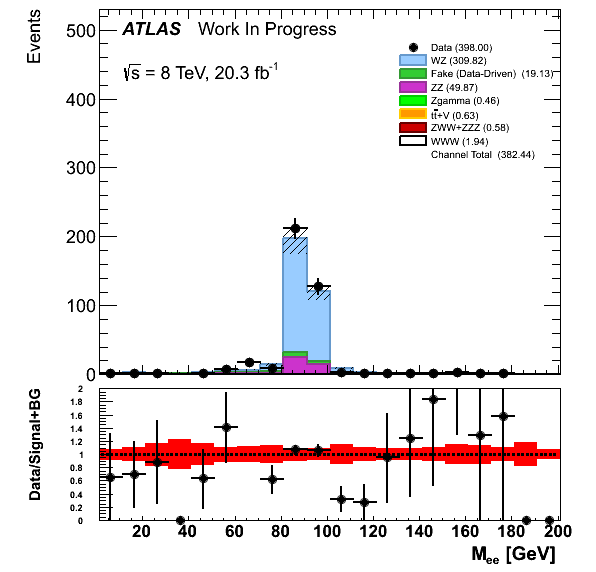 Events
ATLAS Work In Progress
√s = 8 TeV, 20.3 fb⁻¹
Data (398.00)
WZ (309.82)
Fake (Data-Driven) (19.13)
ZZ (49.87)
Zgamma (0.46)
tt̄+V (0.63)
ZWW+ZZZ (0.58)
WWW (1.94)
Channel Total (382.44)
500
400
300
200
100
0
Data/Signal+BG
2
1.8
1.6
1.4
1.2
1
0.8
0.6
0.4
0.2
0
20 40 60 80 100 120 140 160 180 200
Mee [GeV]